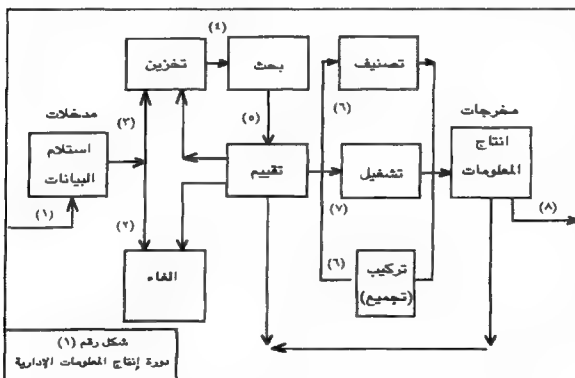 (٤)
تخزين
بحث
تصنيف
مدخلات
(٣)
(٥)
(٦)
مخرجات
استلام
البيانات
تقييم
تشغيل
انتاج
المعلومات
(١)
(٢)
(٧)
(٨)
الغاء
(٦)
تركيب
(تجميع)
شكل رقم (١)
دورة إنتاج المعلومات الإدارية